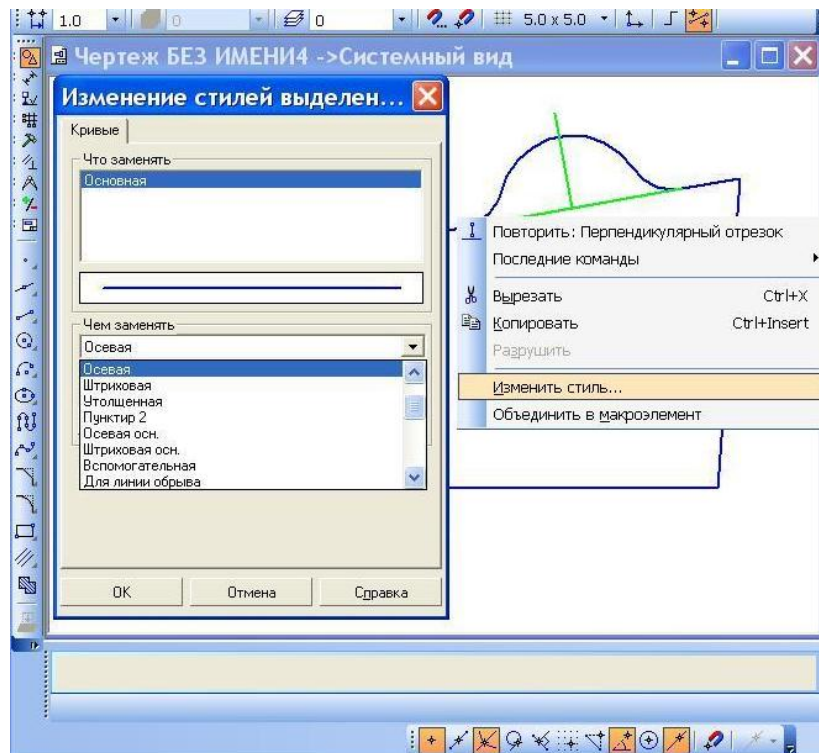 1.0 0 0 5.0 x 5.0
Чертеж БЕЗ ИМЕНИ4 ->Системный вид
Изменение стилей выделен...
Кривые
Что заменять
Основная
Чем заменять
Осевая
Осевая
Штриховая
Утолщенная
Пунктир 2
Осевая осн.
Штриховая осн.
Вспомогательная
Для линии обрыва
ОК Отмена Справка
Повторить: Перпендикулярный отрезок
Последние команды
Вырезать Ctrl+X
Копировать Ctrl+Insert
Разрушить
Изменить стиль...
Объединить в макроэлемент